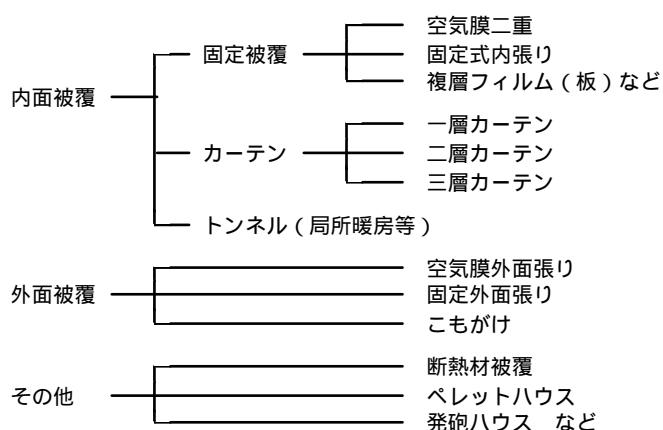 空気膜二重
固定被覆
固定式内張り
複層フィルム（板）など
内面被覆
一層カーテン
カーテン
二層カーテン
三層カーテン
トンネル（局所暖房等）
空気膜外面張り
外面被覆
固定外面張り
こもがけ
断熱材被覆
その他
ペレットハウス
発砲ハウス　など